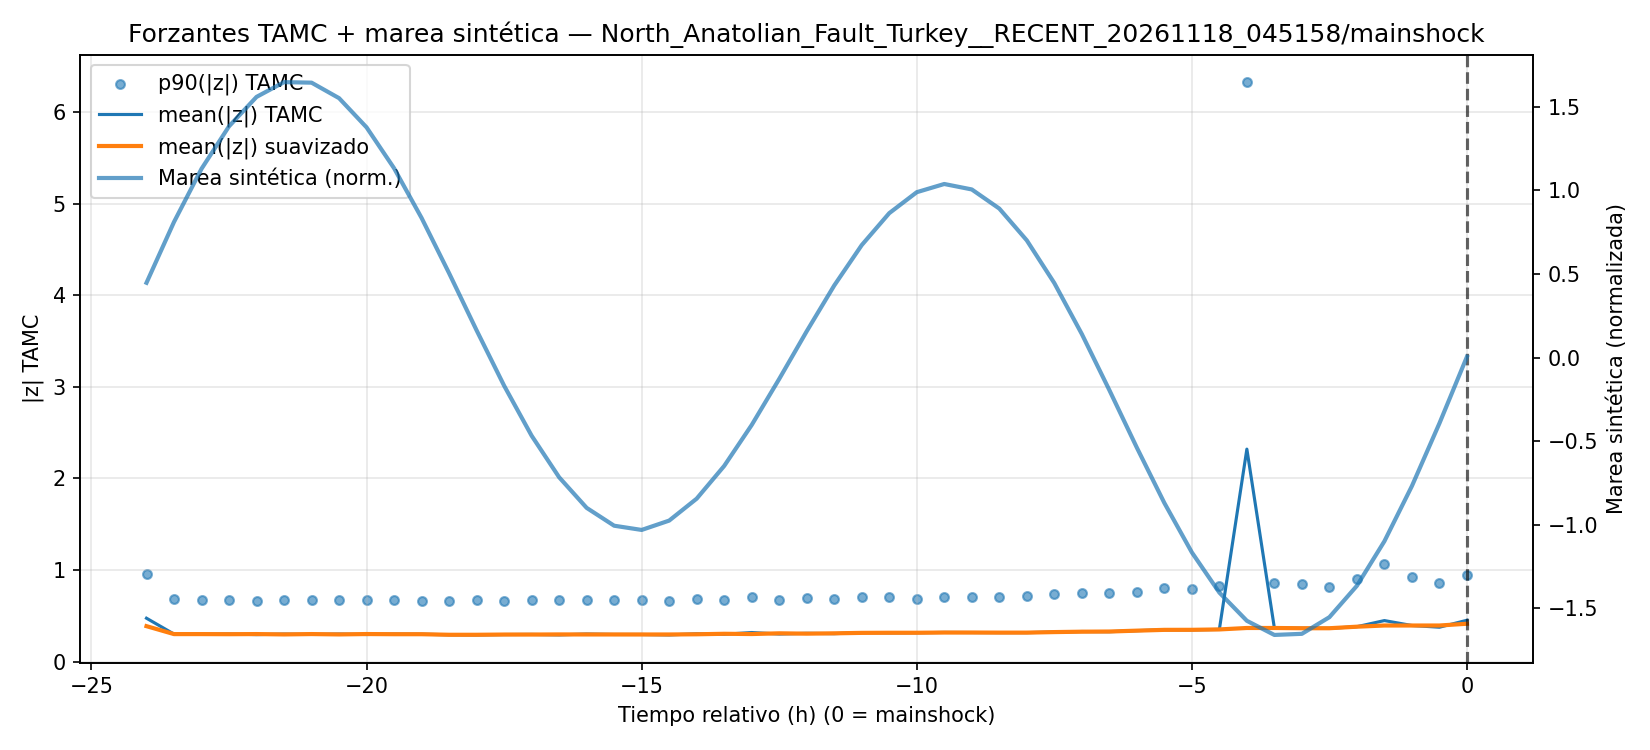 Forzantes TAMC + marea sintética — North_Anatolian_Fault_Turkey__RECENT_20261118_045158/mainshock
p90(|z|) TAMC
mean(|z|) TAMC
mean(|z|) suavizado
Marea sintética (norm.)
|z| TAMC
6
5
4
3
2
1
0
1.5
1.0
0.5
0.0
−0.5
−1.0
−1.5
Marea sintética (normalizada)
−25
−20
−15
−10
−5
0
Tiempo relativo (h) (0 = mainshock)